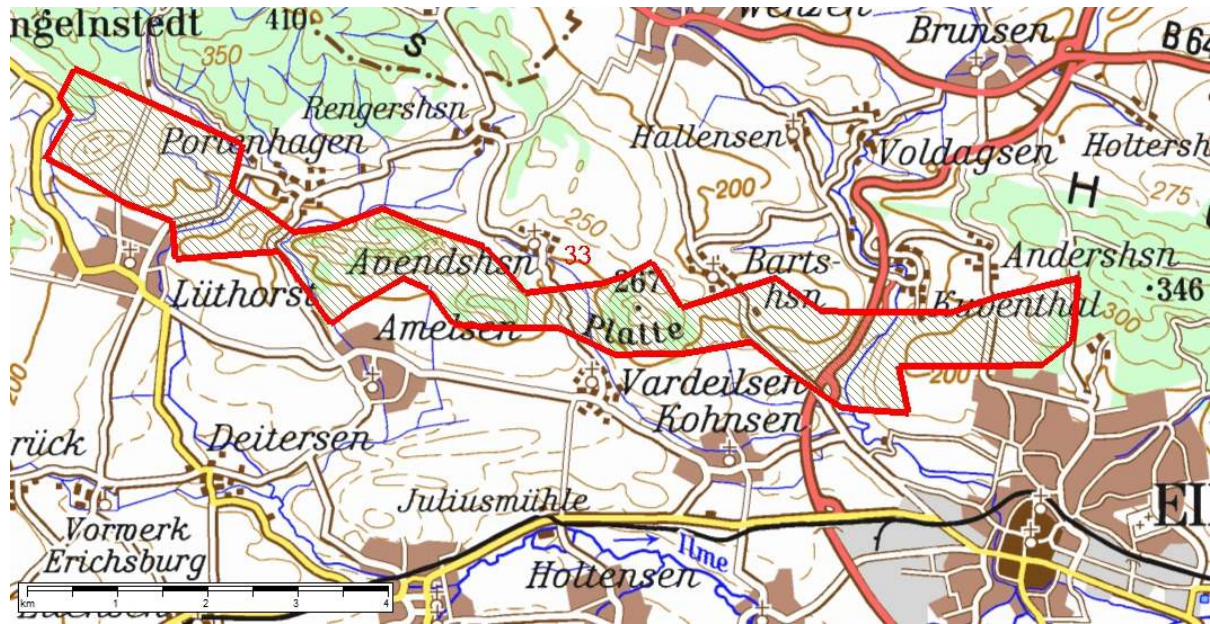 ngelnstedt
410
350
S
Wenzen
Brunsen
B64
Rengershsn
Portenhagen
Hallensen
Voldagsen
Holtersh
200
275
H
250
Avendshsn
33
267
Barts-
hsn
Andershsn
Kuventhal
346
300
Lüthorst
Platte
Amelsen
200
200
Vardeilsen
Kohnsen
rück
Deitersen
Juliusmühle
Vorwerk
Erichsburg
Ilme
Holtensen
EI
km 1 2 3 4